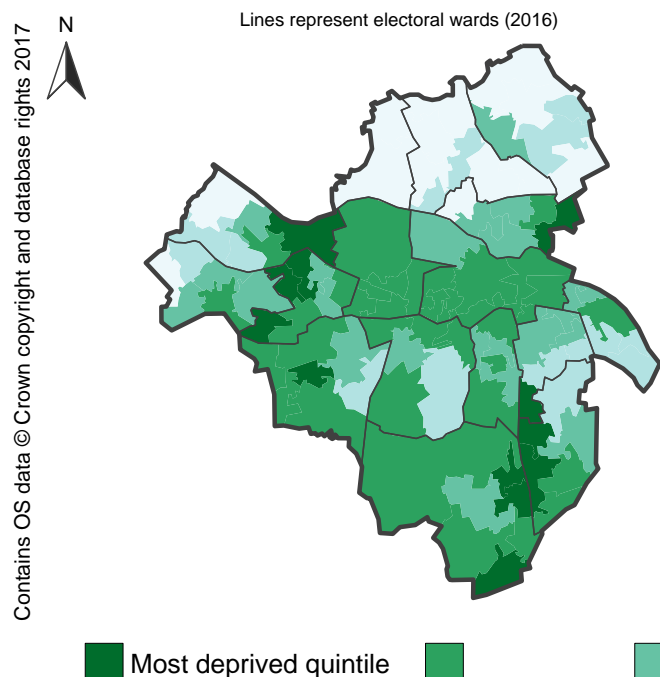 Lines represent electoral wards (2016)
N
Contains OS data © Crown copyright and database rights 2017
Most deprived quintile